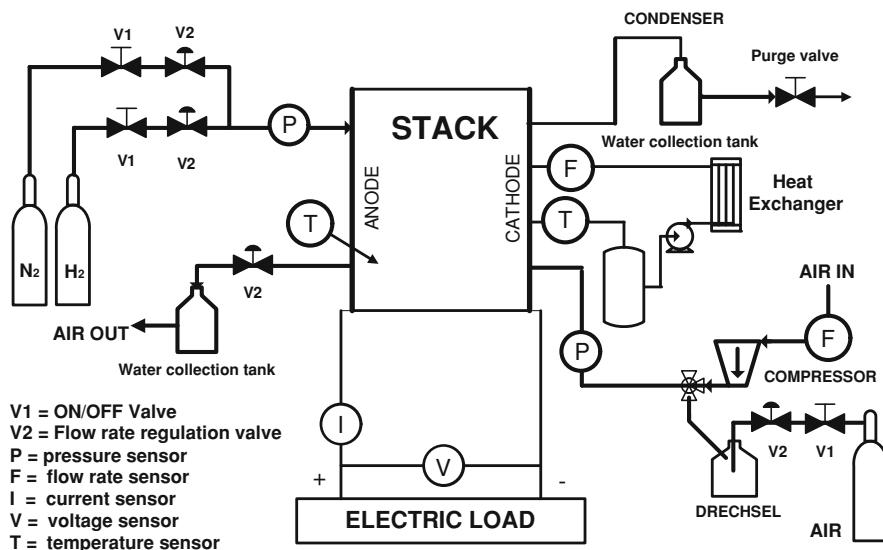 V1
V2
CONDENSER
Purge valve
P
V1
V2
STACK
Water collection tank
ANODE
CATHODE
F
T
T
Heat
Exchanger
N2
H2
V2
AIR IN
AIR OUT
Water collection tank
P
F
COMPRESSOR
V1 = ON/OFF Valve
V2 = Flow rate regulation valve
P = pressure sensor
F = flow rate sensor
I = current sensor
V = voltage sensor
T = temperature sensor
I
V
+
-
V2
V1
DRECHSEL
AIR
ELECTRIC LOAD